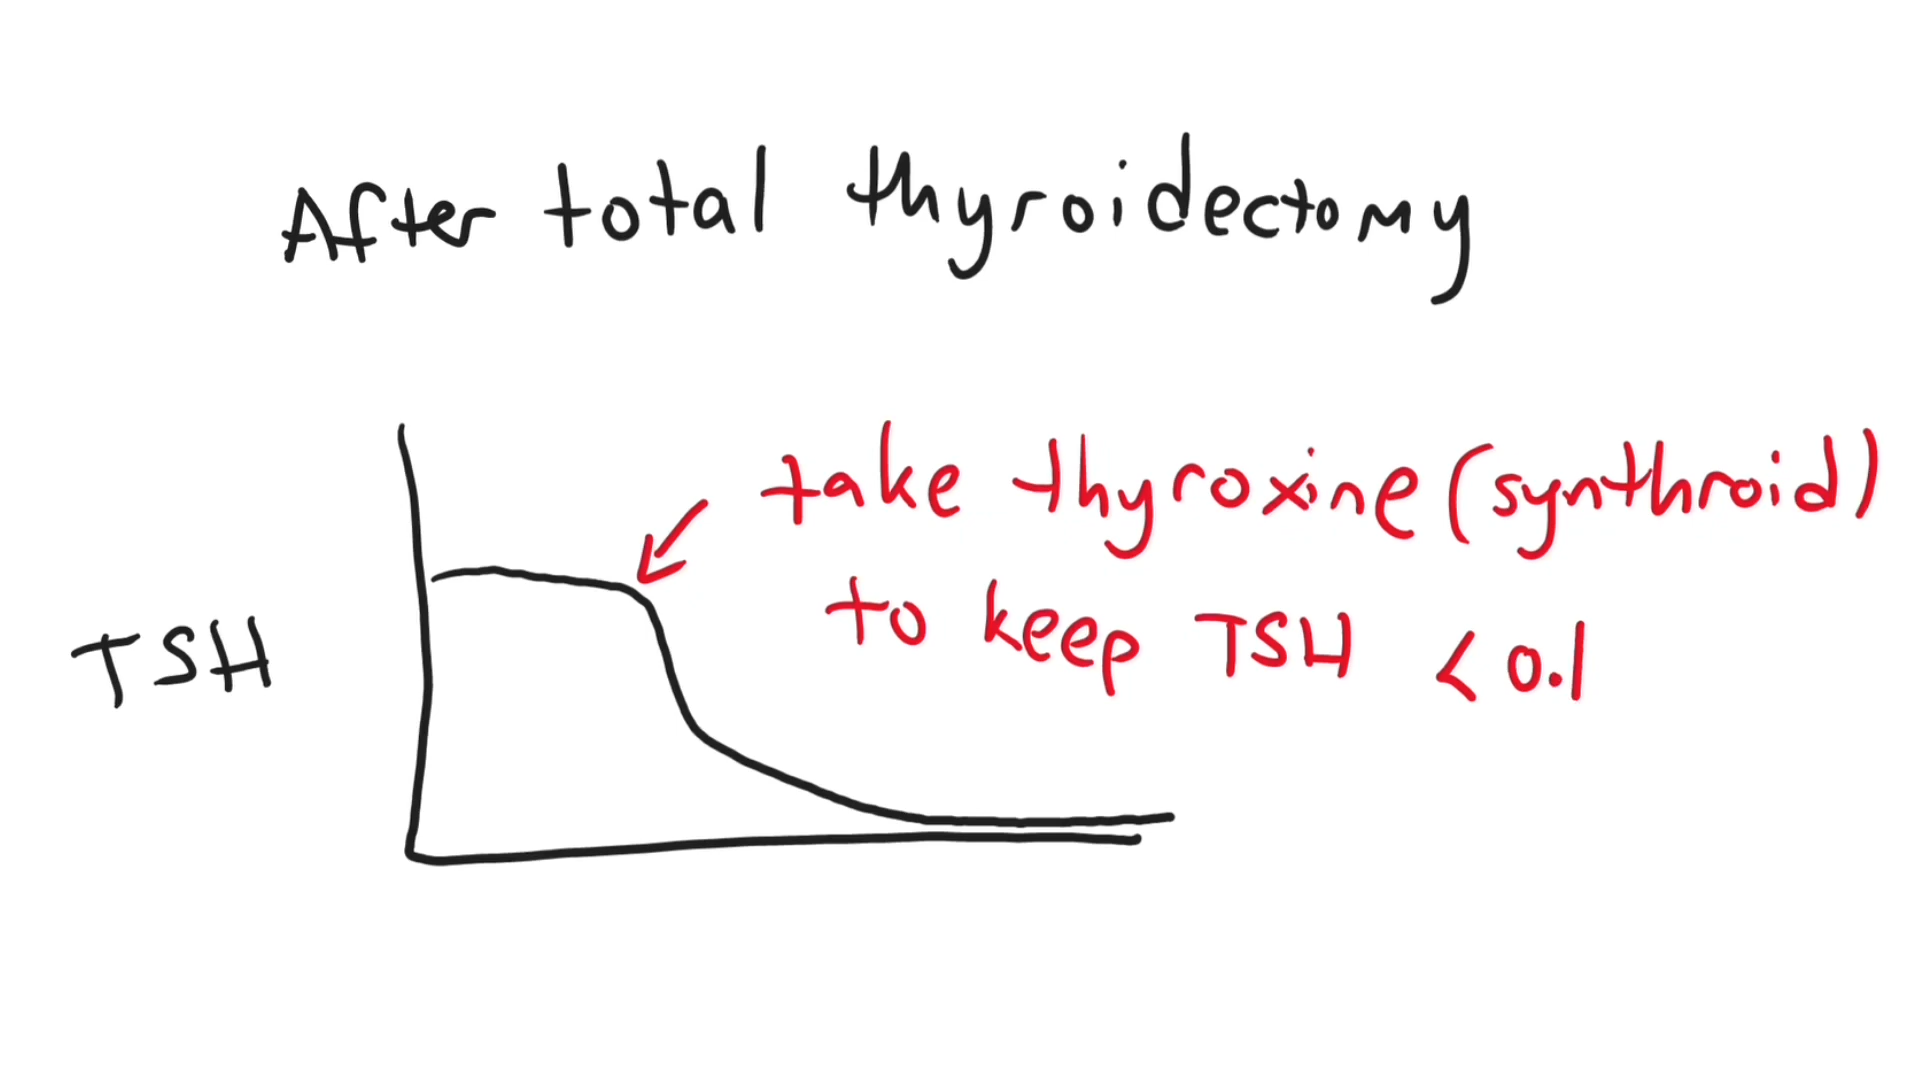 After total thyroidectomy
take thyroxine (synthroid)
to keep TSH < 0.1
TSH